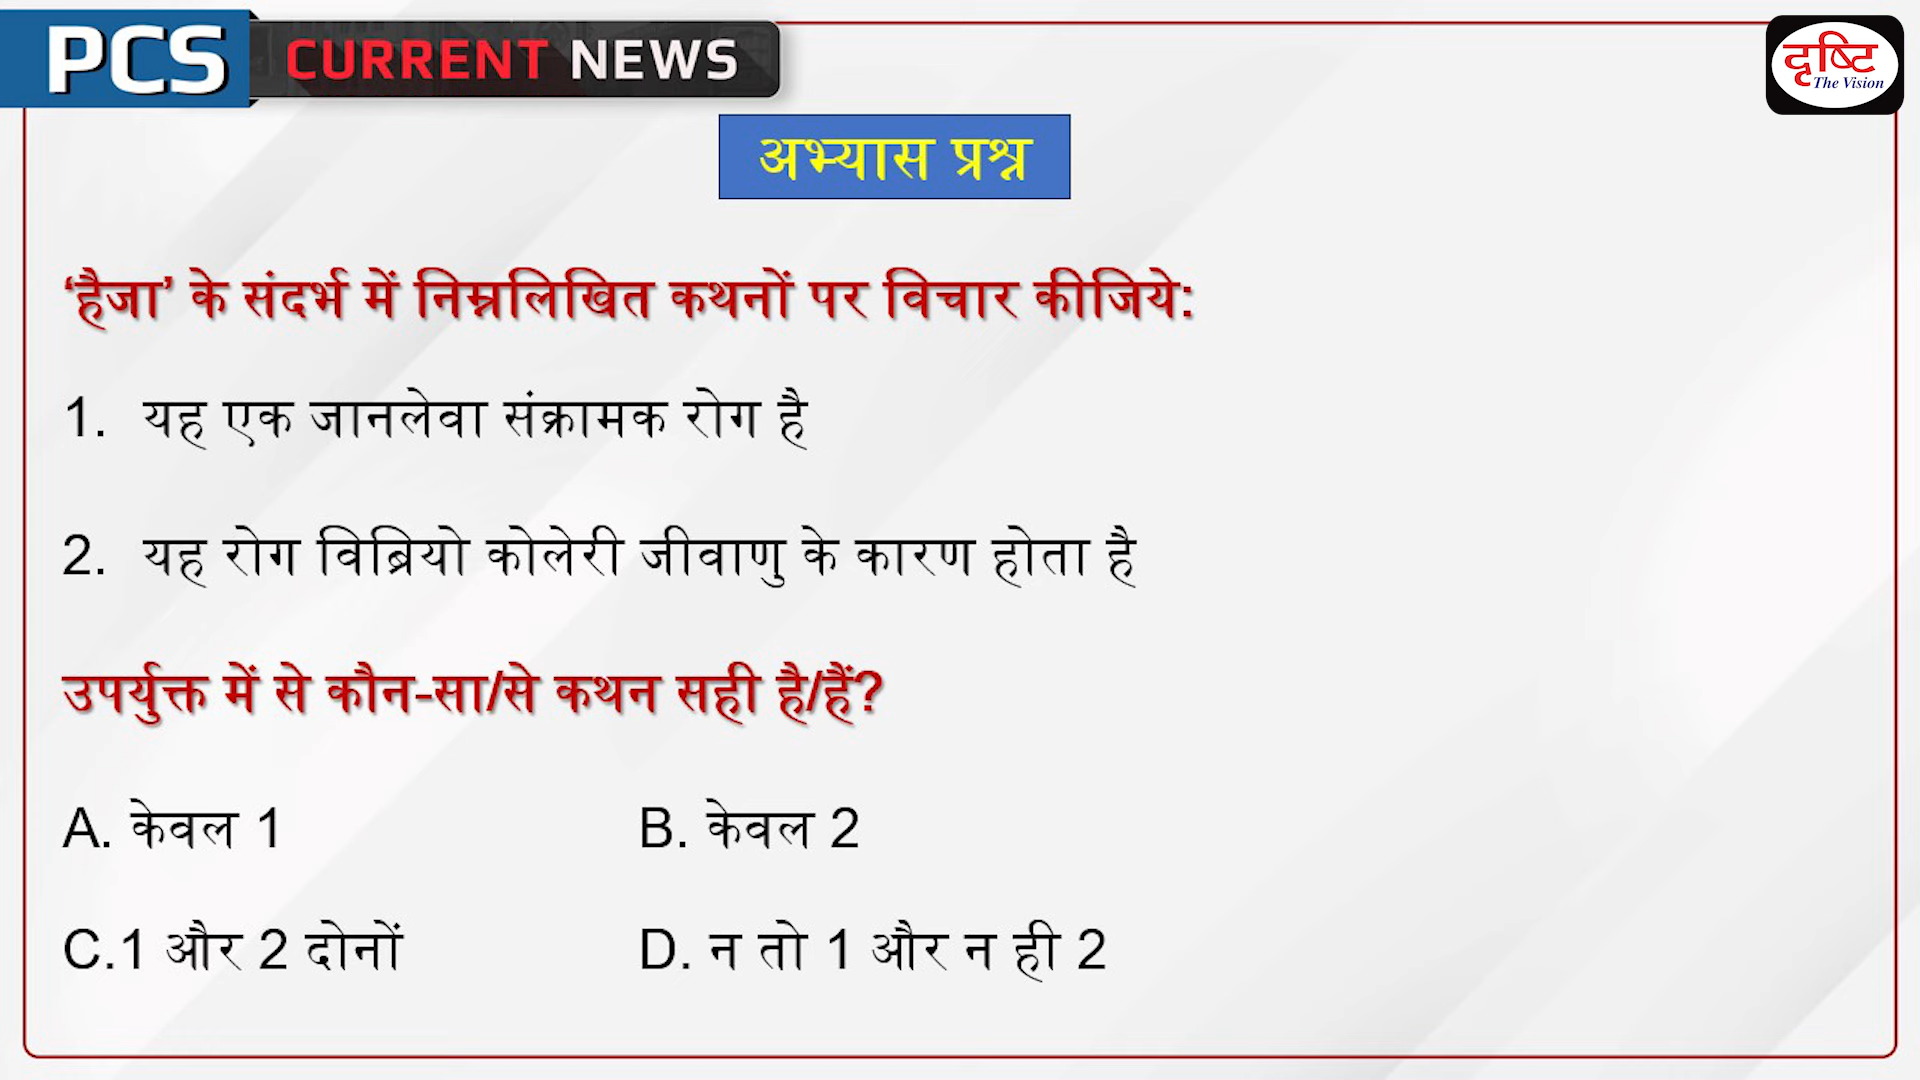 PCS CURRENT NEWS
दृष्टि
The Vision
अभ्यास प्रश्न
‘हैजा’ के संदर्भ में निम्नलिखित कथनों पर विचार कीजिये:
1. यह एक जानलेवा संक्रामक रोग है
2. यह रोग विब्रियो कोलेरी जीवाणु के कारण होता है
उपर्युक्त में से कौन-सा/से कथन सही है/हैं?
A. केवल 1 B. केवल 2
C.1 और 2 दोनों D. न तो 1 और न ही 2